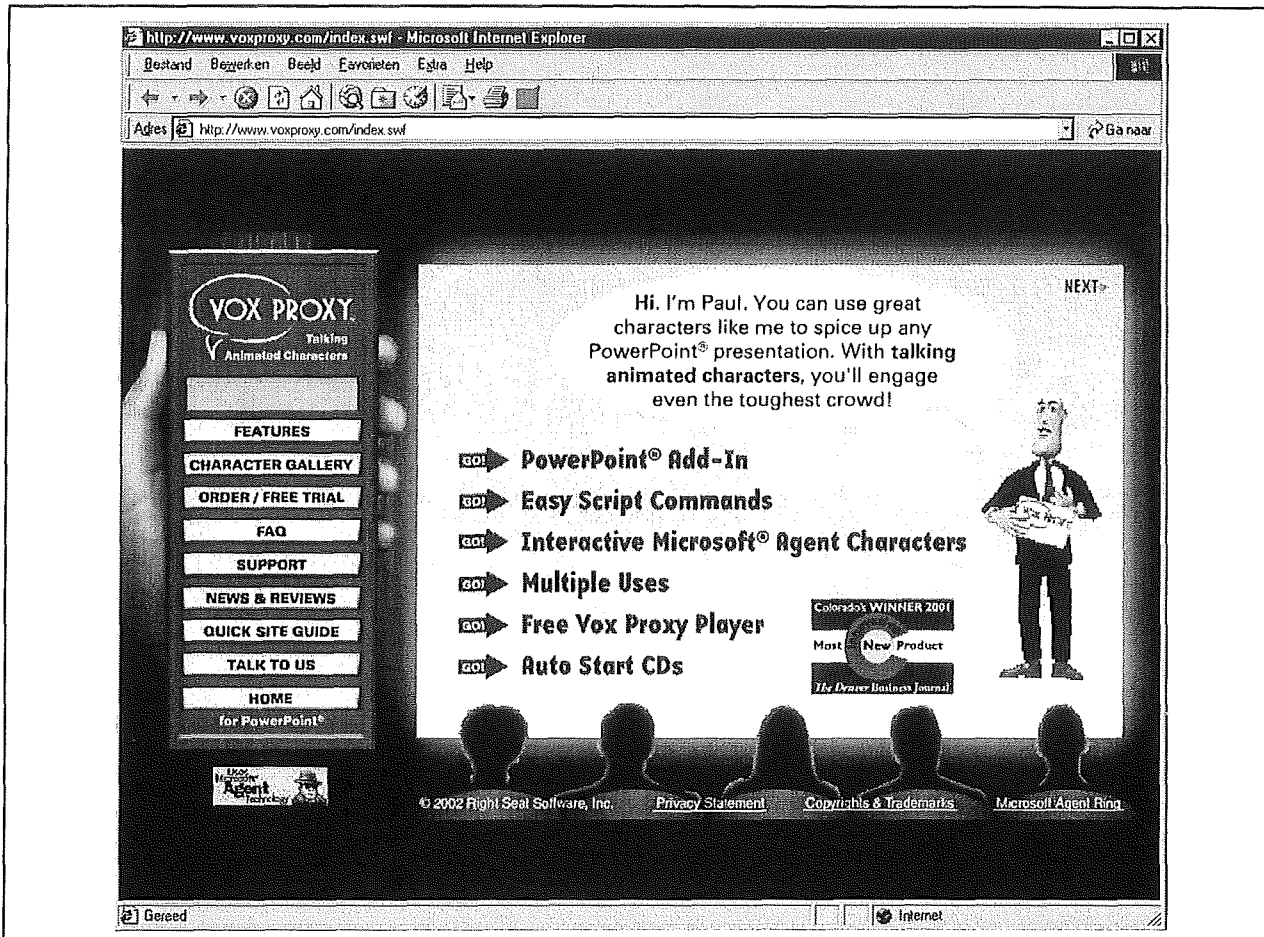 http://www.voxproxy.com/index.swf - Microsoft Internet Explorer
Bestand Bewerken Beeld Favorieten Extra Help
Adres http://www.voxproxy.com/index.swf Ga naar
VOX PROXY™
Talking
Animated Characters
FEATURES
CHARACTER GALLERY
ORDER / FREE TRIAL
FAQ
SUPPORT
NEWS & REVIEWS
QUICK SITE GUIDE
TALK TO US
HOME
for PowerPoint®
Uses
Microsoft
Agent
Technology
NEXT
Hi. I'm Paul. You can use great
characters like me to spice up any
PowerPoint® presentation. With talking
animated characters, you'll engage
even the toughest crowd!
GO! PowerPoint® Add-In
GO! Easy Script Commands
GO! Interactive Microsoft® Agent Characters
GO! Multiple Uses
GO! Free Vox Proxy Player
GO! Auto Start CDs
VOX PROXY
Colorado's WINNER 2001
Most New Product
The Denver Business Journal
© 2002 Right Seat Software, Inc. Privacy Statement Copyrights & Trademarks Microsoft Agent Ring
Gereed Internet